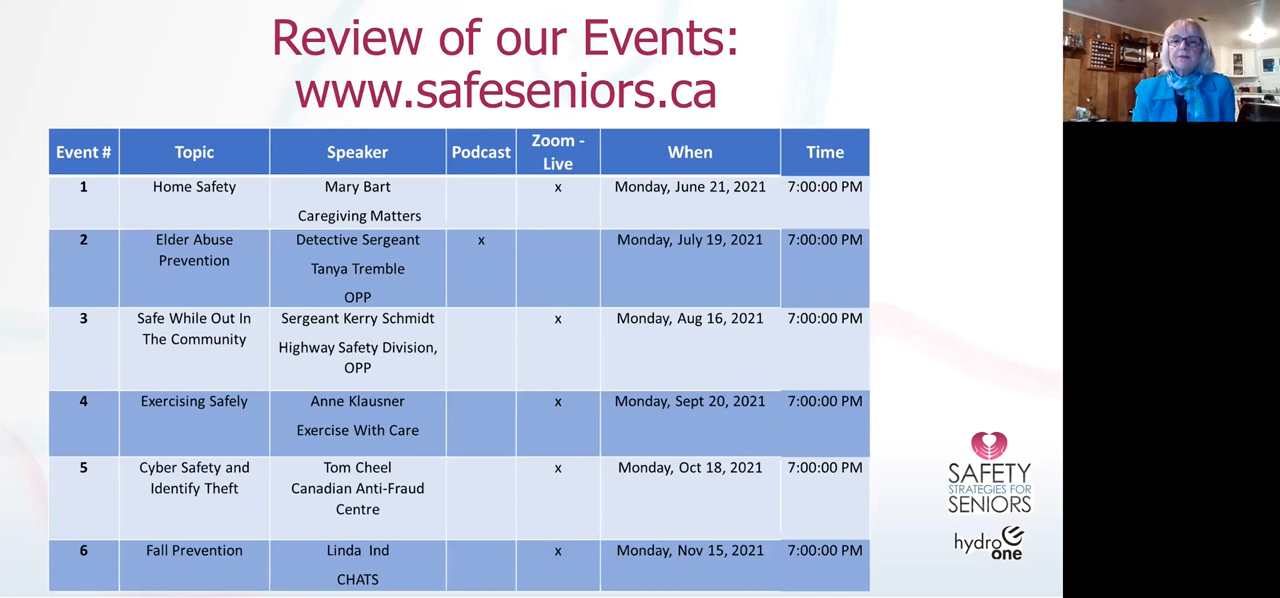 Review of our Events:
www.safeseniors.ca
Event # Topic Speaker Podcast Zoom - Live When Time
1 Home Safety Mary Bart x Monday, June 21, 2021 7:00:00 PM
Caregiving Matters
2 Elder Abuse Detective Sergeant x Monday, July 19, 2021 7:00:00 PM
Prevention Tanya Tremble
OPP
3 Safe While Out In Sergeant Kerry Schmidt x Monday, Aug 16, 2021 7:00:00 PM
The Community Highway Safety Division,
OPP
4 Exercising Safely Anne Klausner x Monday, Sept 20, 2021 7:00:00 PM
Exercise With Care
5 Cyber Safety and Tom Cheel x Monday, Oct 18, 2021 7:00:00 PM
Identify Theft Canadian Anti-Fraud
Centre
6 Fall Prevention Linda Ind x Monday, Nov 15, 2021 7:00:00 PM
CHATS
SAFETY
STRATEGIES FOR
SENIORS
hydro
one